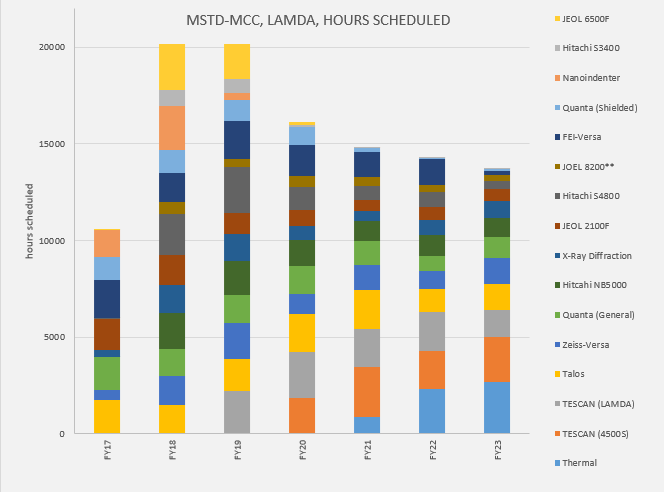 MSTD-MCC, LAMDA, HOURS SCHEDULED
hours scheduled
20000
15000
10000
5000
0
FY17
FY18
FY19
FY20
FY21
FY22
FY23
JEOL 6500F
Hitachi S3400
Nanoindenter
Quanta (Shielded)
FEI-Versa
JOEL 8200**
Hitachi S4800
JEOL 2100F
X-Ray Diffraction
Hitcahi NB5000
Quanta (General)
Zeiss-Versa
Talos
TESCAN (LAMDA)
TESCAN (4500S)
Thermal